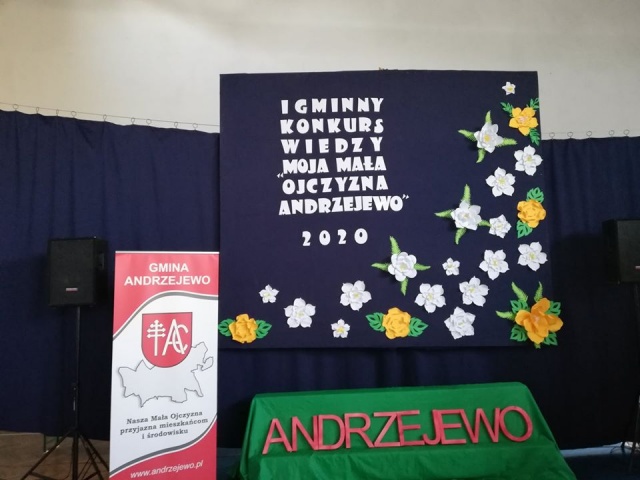 I GMINNY
KONKURS
WIEDZY
„MOJA MAŁA
OJCZYZNA
ANDRZEJEWO”
2020
GMINA
ANDRZEJEWO
AC
Nasza Mała Ojczyzna
przyjazna mieszkańcom
i środowisku
www.andrzejewo.pl
ANDRZEJEWO